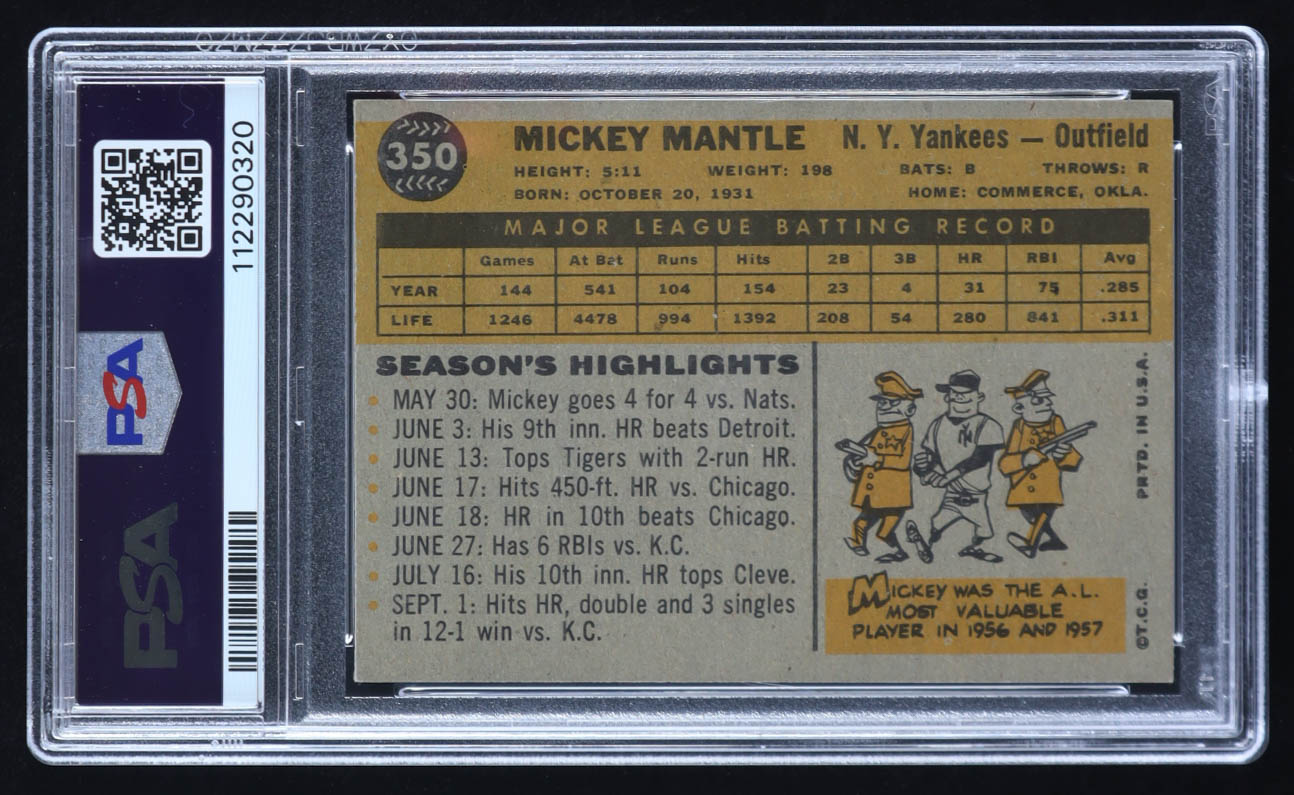 112290320
PSA
PSA
PSA
350
MICKEY MANTLE N. Y. Yankees — Outfield
HEIGHT: 5:11 WEIGHT: 198 BATS: B THROWS: R
BORN: OCTOBER 20, 1931 HOME: COMMERCE, OKLA.
MAJOR LEAGUE BATTING RECORD
Games At Bat Runs Hits 2B 3B HR RBI Avg
YEAR 144 541 104 154 23 4 31 75 .285
LIFE 1246 4478 994 1392 208 54 280 841 .311
SEASON'S HIGHLIGHTS
MAY 30: Mickey goes 4 for 4 vs. Nats.
JUNE 3: His 9th inn. HR beats Detroit.
JUNE 13: Tops Tigers with 2-run HR.
JUNE 17: Hits 450-ft. HR vs. Chicago.
JUNE 18: HR in 10th beats Chicago.
JUNE 27: Has 6 RBIs vs. K.C.
JULY 16: His 10th inn. HR tops Cleve.
SEPT. 1: Hits HR, double and 3 singles
in 12-1 win vs. K.C.
NY
MICKEY WAS THE A.L.
MOST VALUABLE
PLAYER IN 1956 AND 1957
©T.C.G. PRTD. IN U.S.A.